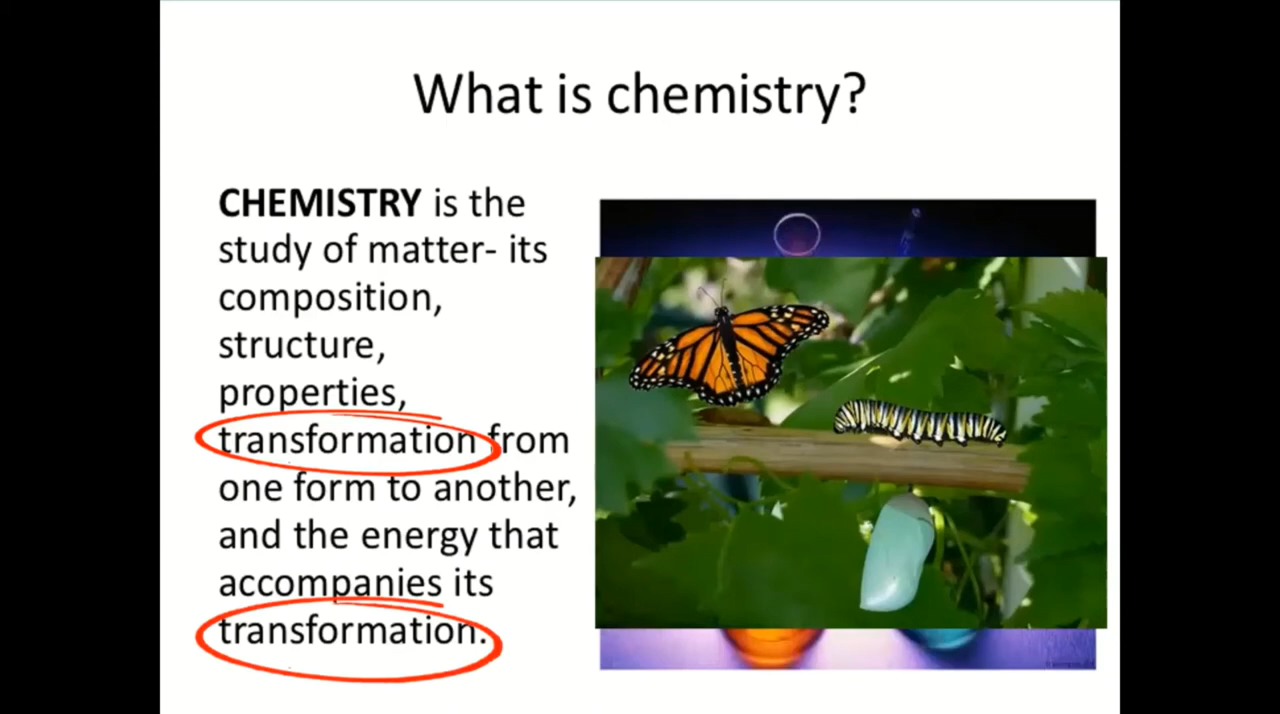 What is chemistry?
CHEMISTRY is the
study of matter- its
composition,
structure,
properties,
transformation from
one form to another,
and the energy that
accompanies its
transformation.